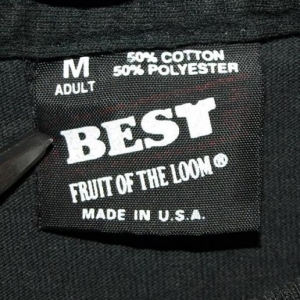 M
ADULT
50% COTTON
50% POLYESTER
BEST
FRUIT OF THE LOOM®
MADE IN U.S.A.